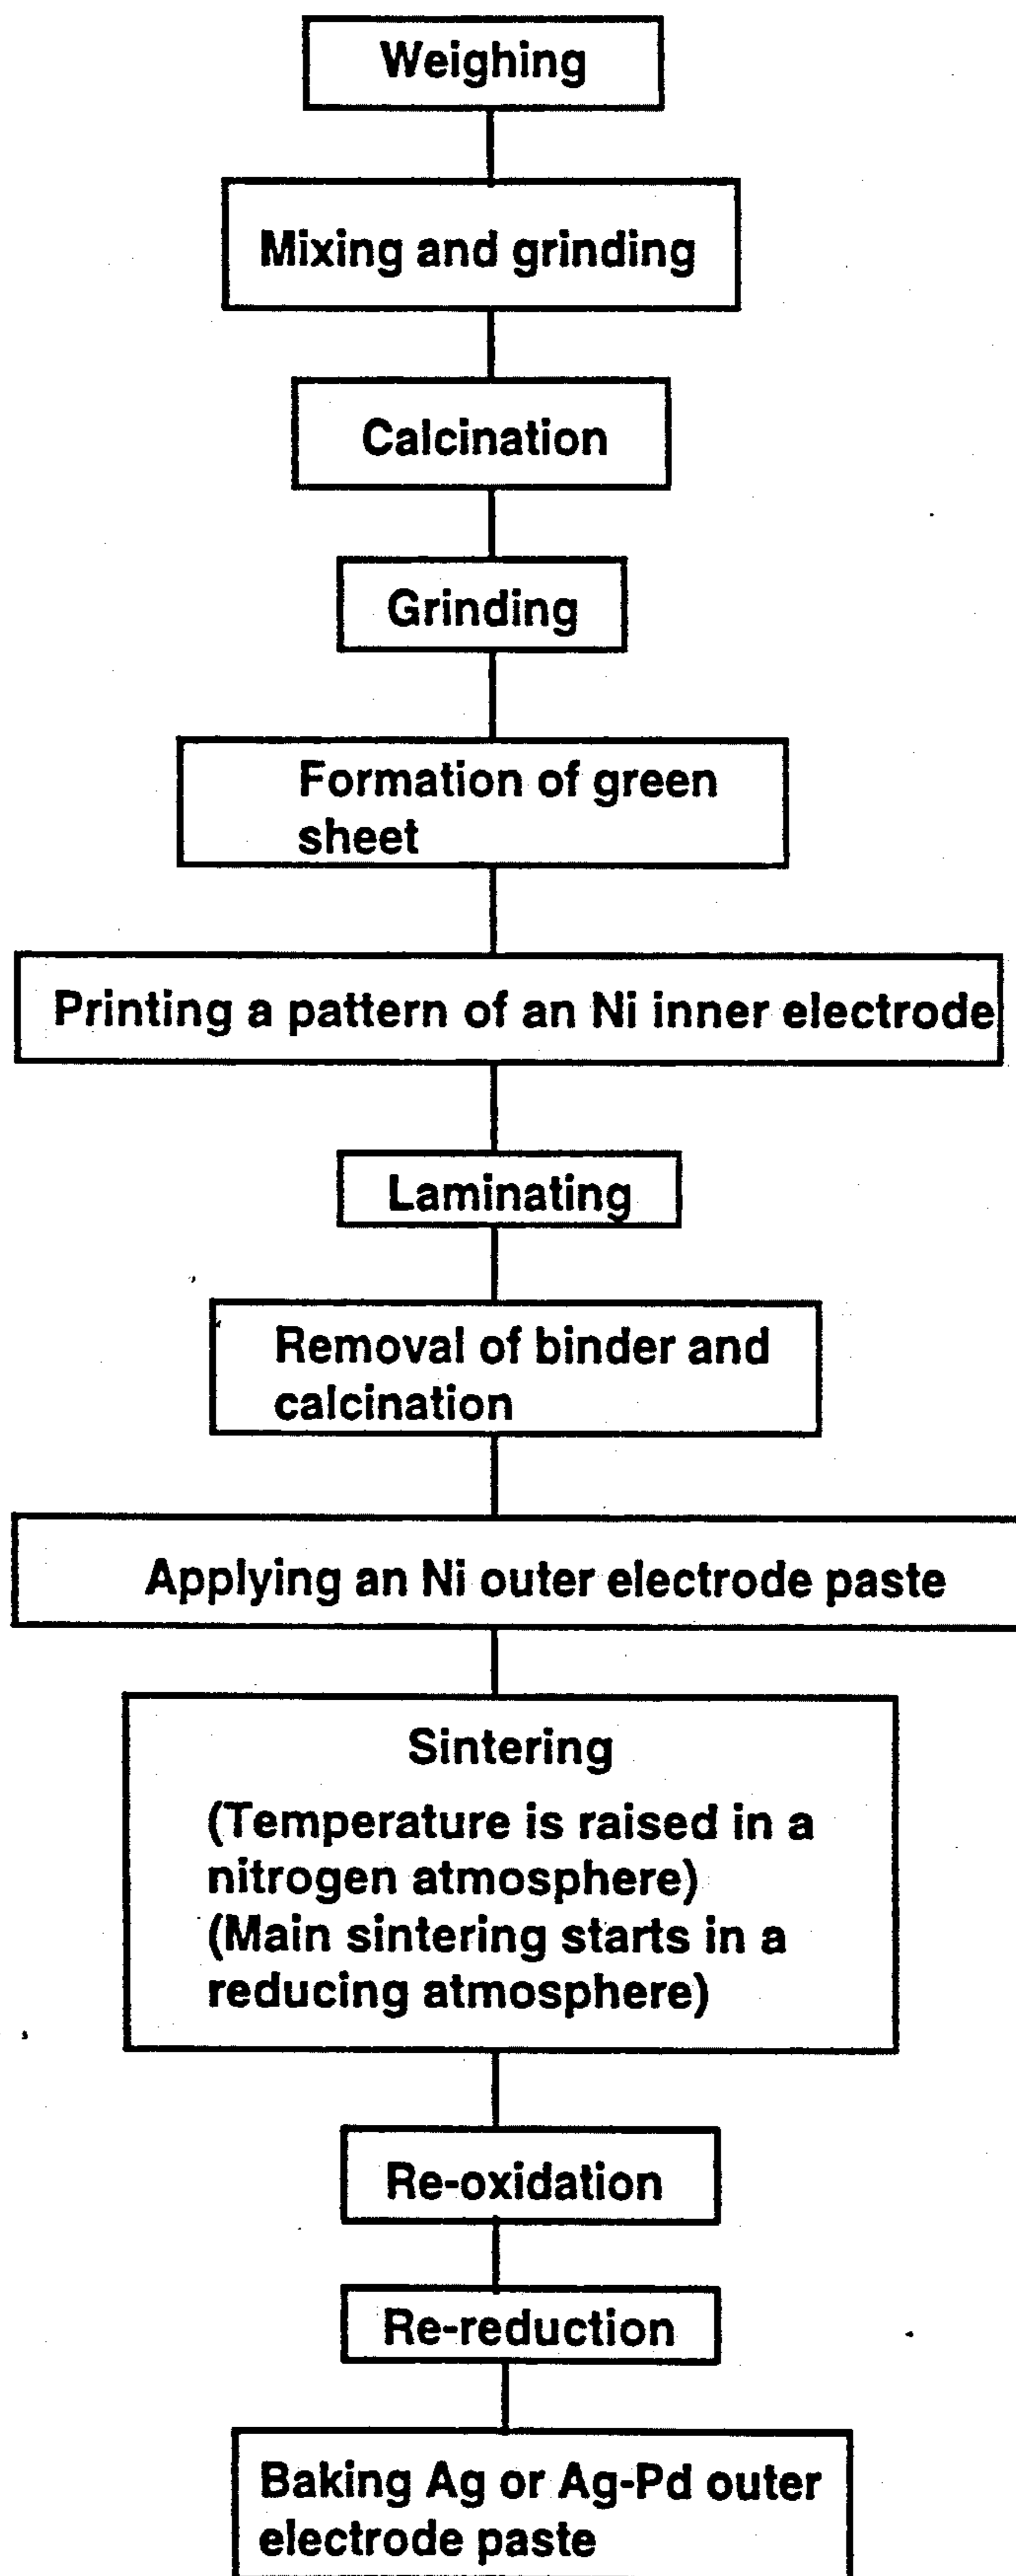 Weighing
Mixing and grinding
Calcination
Grinding
Formation of green
sheet
Printing a pattern of an Ni inner electrode
Laminating
Removal of binder and
calcination
Applying an Ni outer electrode paste
Sintering
(Temperature is raised in a
nitrogen atmosphere)
(Main sintering starts in a
reducing atmosphere)
Re-oxidation
Re-reduction
Baking Ag or Ag-Pd outer
electrode paste